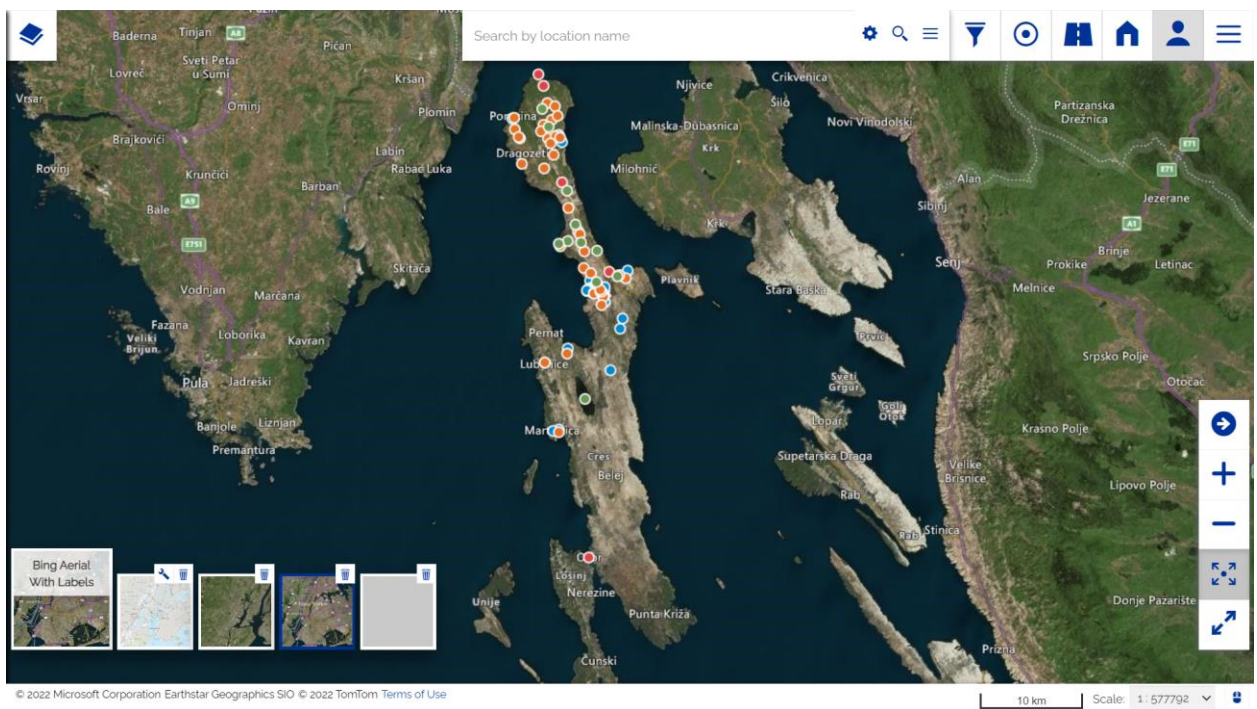 Search by location name
Baderna
Tinjan
A8
Pićan
Sveti Petar
u Šumi
Lovreč
Kršan
Vrsar
Ominj
Plomin
Brajkovići
Labin
Rovinj
Krunčići
Rabac Luka
Barban
A9
Bale
E751
Skitača
Vodnjan
Marčana
Fazana
Loborika
Kavran
Veliki
Brijun
Pula
Jadreški
Banjole
Liznjan
Premantura
Dragozet
Pernat
Cres
Belej
Lošinj
Nerezine
Unije
Punta Križa
Ćunski
Njivice
Crikvenica
Šilo
Malinska-Dubasnica
Krk
Novi Vinodolski
Milohnić
Krk
Plavnik
Stara Baška
Prvić
Sveti
Grgur
Goli
Otok
Lopar
Supetarska Draga
Rab
Rab
Stinica
Velike
Brisnice
Prizna
Partizanska
Drežnica
E71
E71
Alan
Jezerane
Sibinj
A1
Brinje
Senj
Prokike
Letinac
Melnice
Srpsko Polje
Otočac
Krasno Polje
Lipovo Polje
Donje Pazarište
Bing Aerial
With Labels
© 2022 Microsoft Corporation Earthstar Geographics SIO © 2022 TomTom Terms of Use
10 km
Scale: 1 : 577792